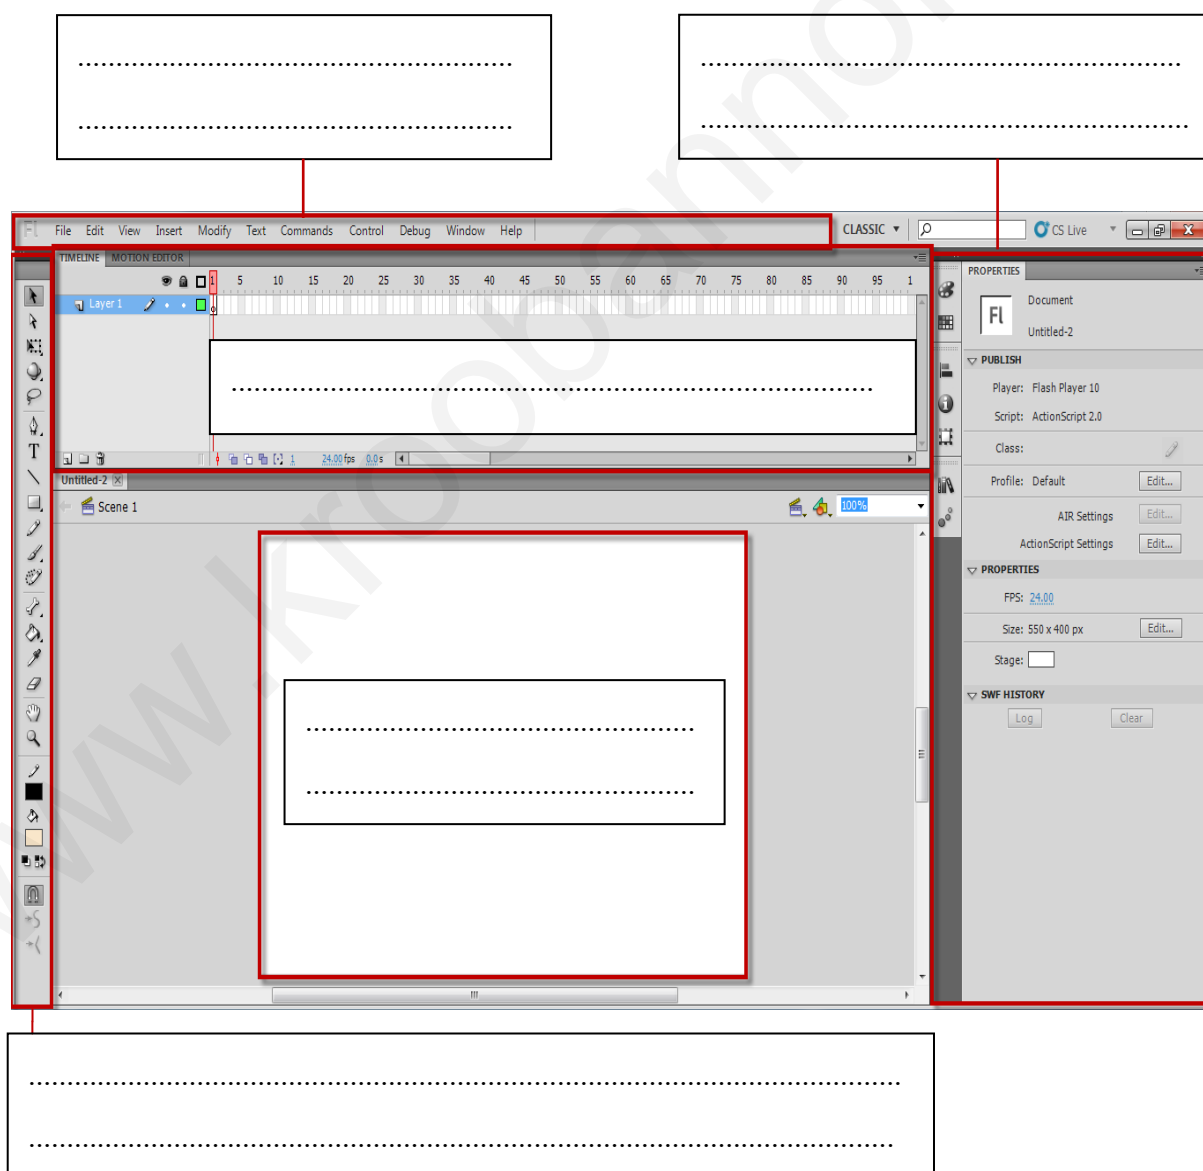 Fl File Edit View Insert Modify Text Commands Control Debug Window Help CLASSIC CS Live
TIMELINE MOTION EDITOR
1 5 10 15 20 25 30 35 40 45 50 55 60 65 70 75 80 85 90 95 1
Layer 1
1 24.00 fps 0.0 s
Untitled-2
Scene 1 100%
PROPERTIES
Fl
Document
Untitled-2
PUBLISH
Player: Flash Player 10
Script: ActionScript 2.0
Class:
Profile: Default Edit...
AIR Settings Edit...
ActionScript Settings Edit...
PROPERTIES
FPS: 24.00
Size: 550 x 400 px Edit...
Stage:
SWF HISTORY
Log Clear